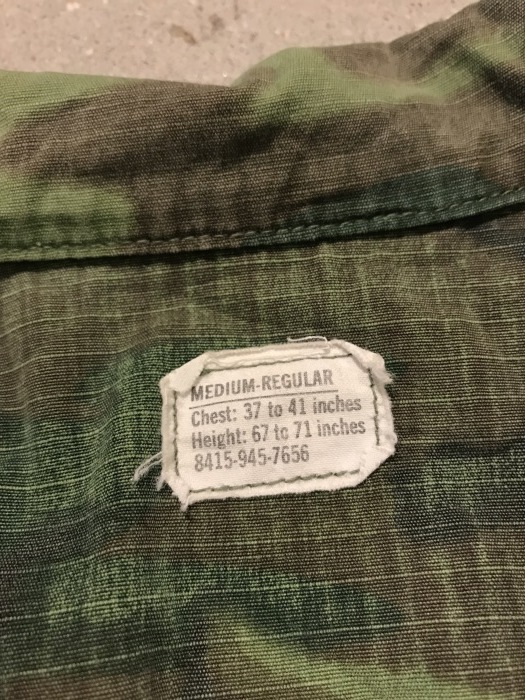 MEDIUM-REGULAR
Chest: 37 to 41 inches
Height: 67 to 71 inches
8415-945-7656